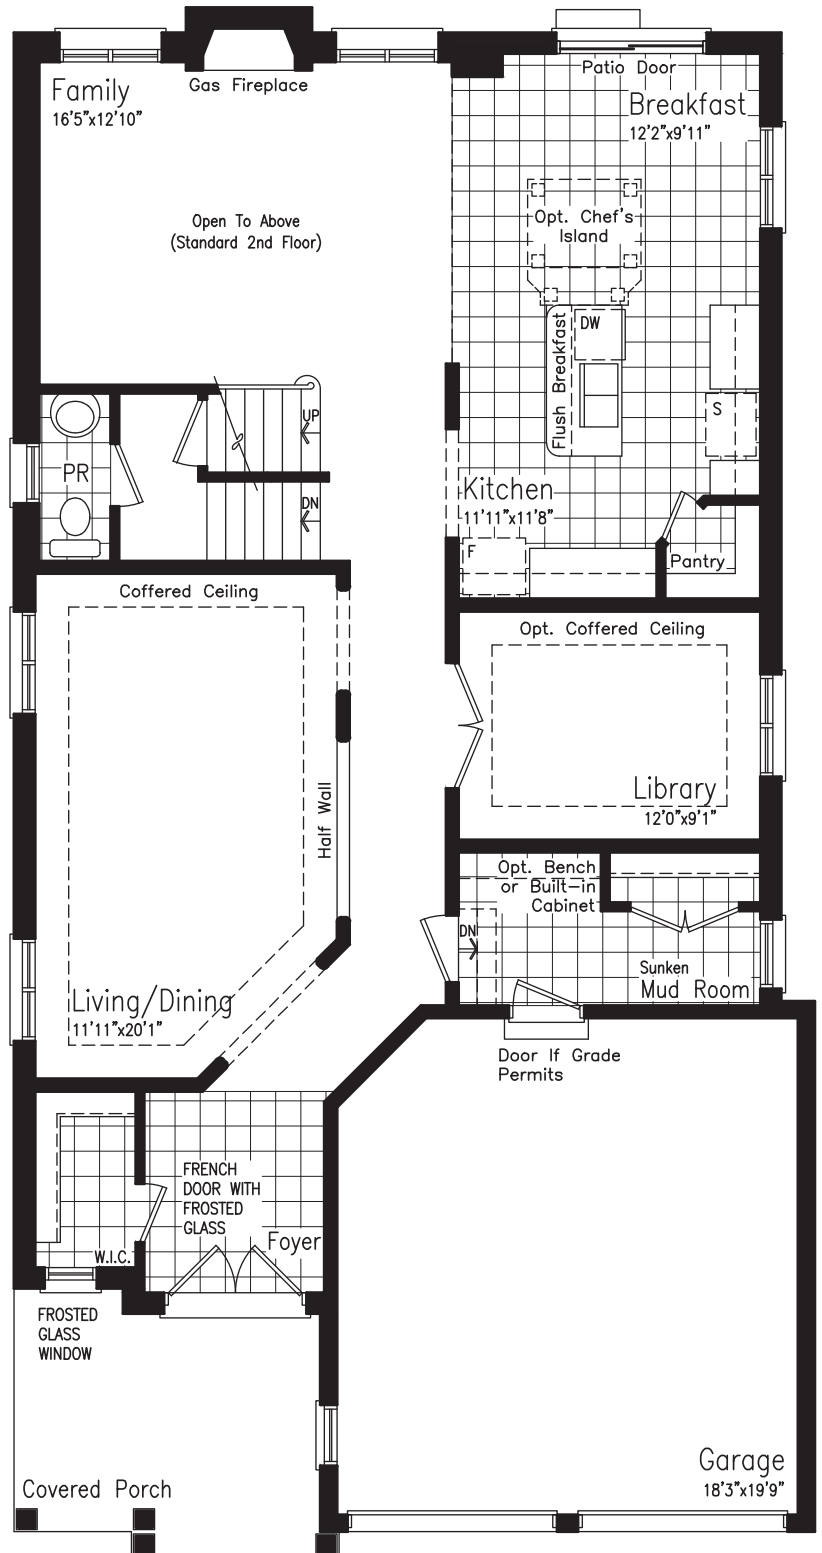 Gas Fireplace
Patio Door
Family
16'5"x12'10"
Breakfast
12'2"x9'11"
Open To Above
(Standard 2nd Floor)
Opt. Chef's
Island
DW
Flush Breakfast
S
UP
DN
PR
Kitchen
11'11"x11'8"
F
Pantry
Coffered Ceiling
Opt. Coffered Ceiling
Half Wall
Library
12'0"x9'1"
Opt. Bench
or Built-in
Cabinet
DN
Sunken
Mud Room
Living/Dining
11'11"x20'1"
Door If Grade
Permits
FRENCH
DOOR WITH
FROSTED
GLASS
Foyer
W.I.C.
FROSTED
GLASS
WINDOW
Garage
18'3"x19'9"
Covered Porch